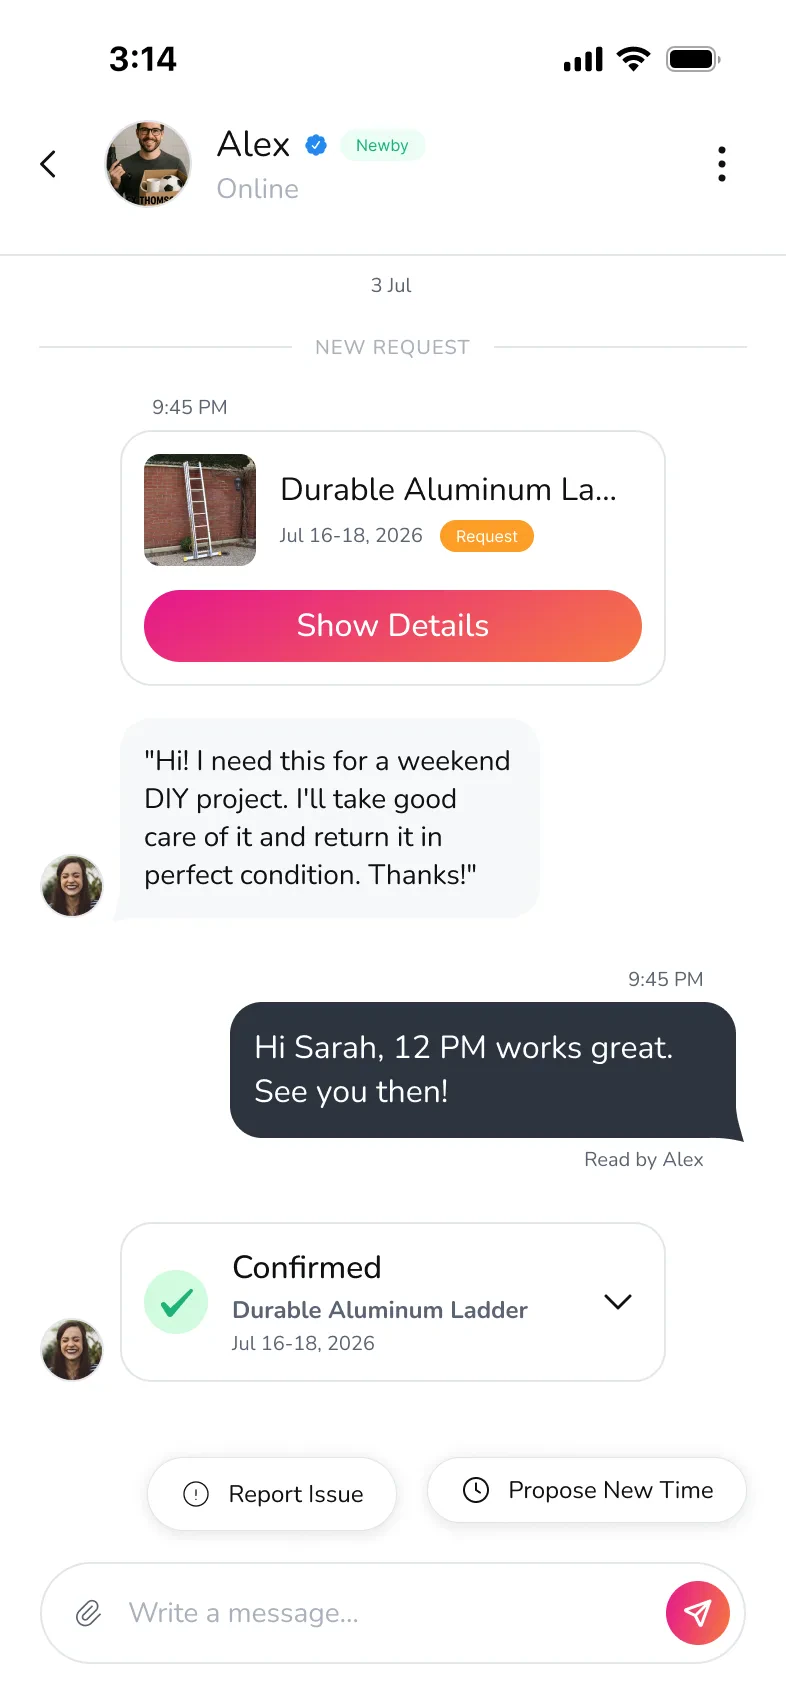 3:14
Alex
Newby
Online
THOMS
3 Jul
NEW REQUEST
9:45 PM
Durable Aluminum La...
Jul 16-18, 2026
Request
Show Details
"Hi! I need this for a weekend
DIY project. I'll take good
care of it and return it in
perfect condition. Thanks!"
9:45 PM
Hi Sarah, 12 PM works great.
See you then!
Read by Alex
Confirmed
Durable Aluminum Ladder
Jul 16-18, 2026
Report Issue
Propose New Time
Write a message...